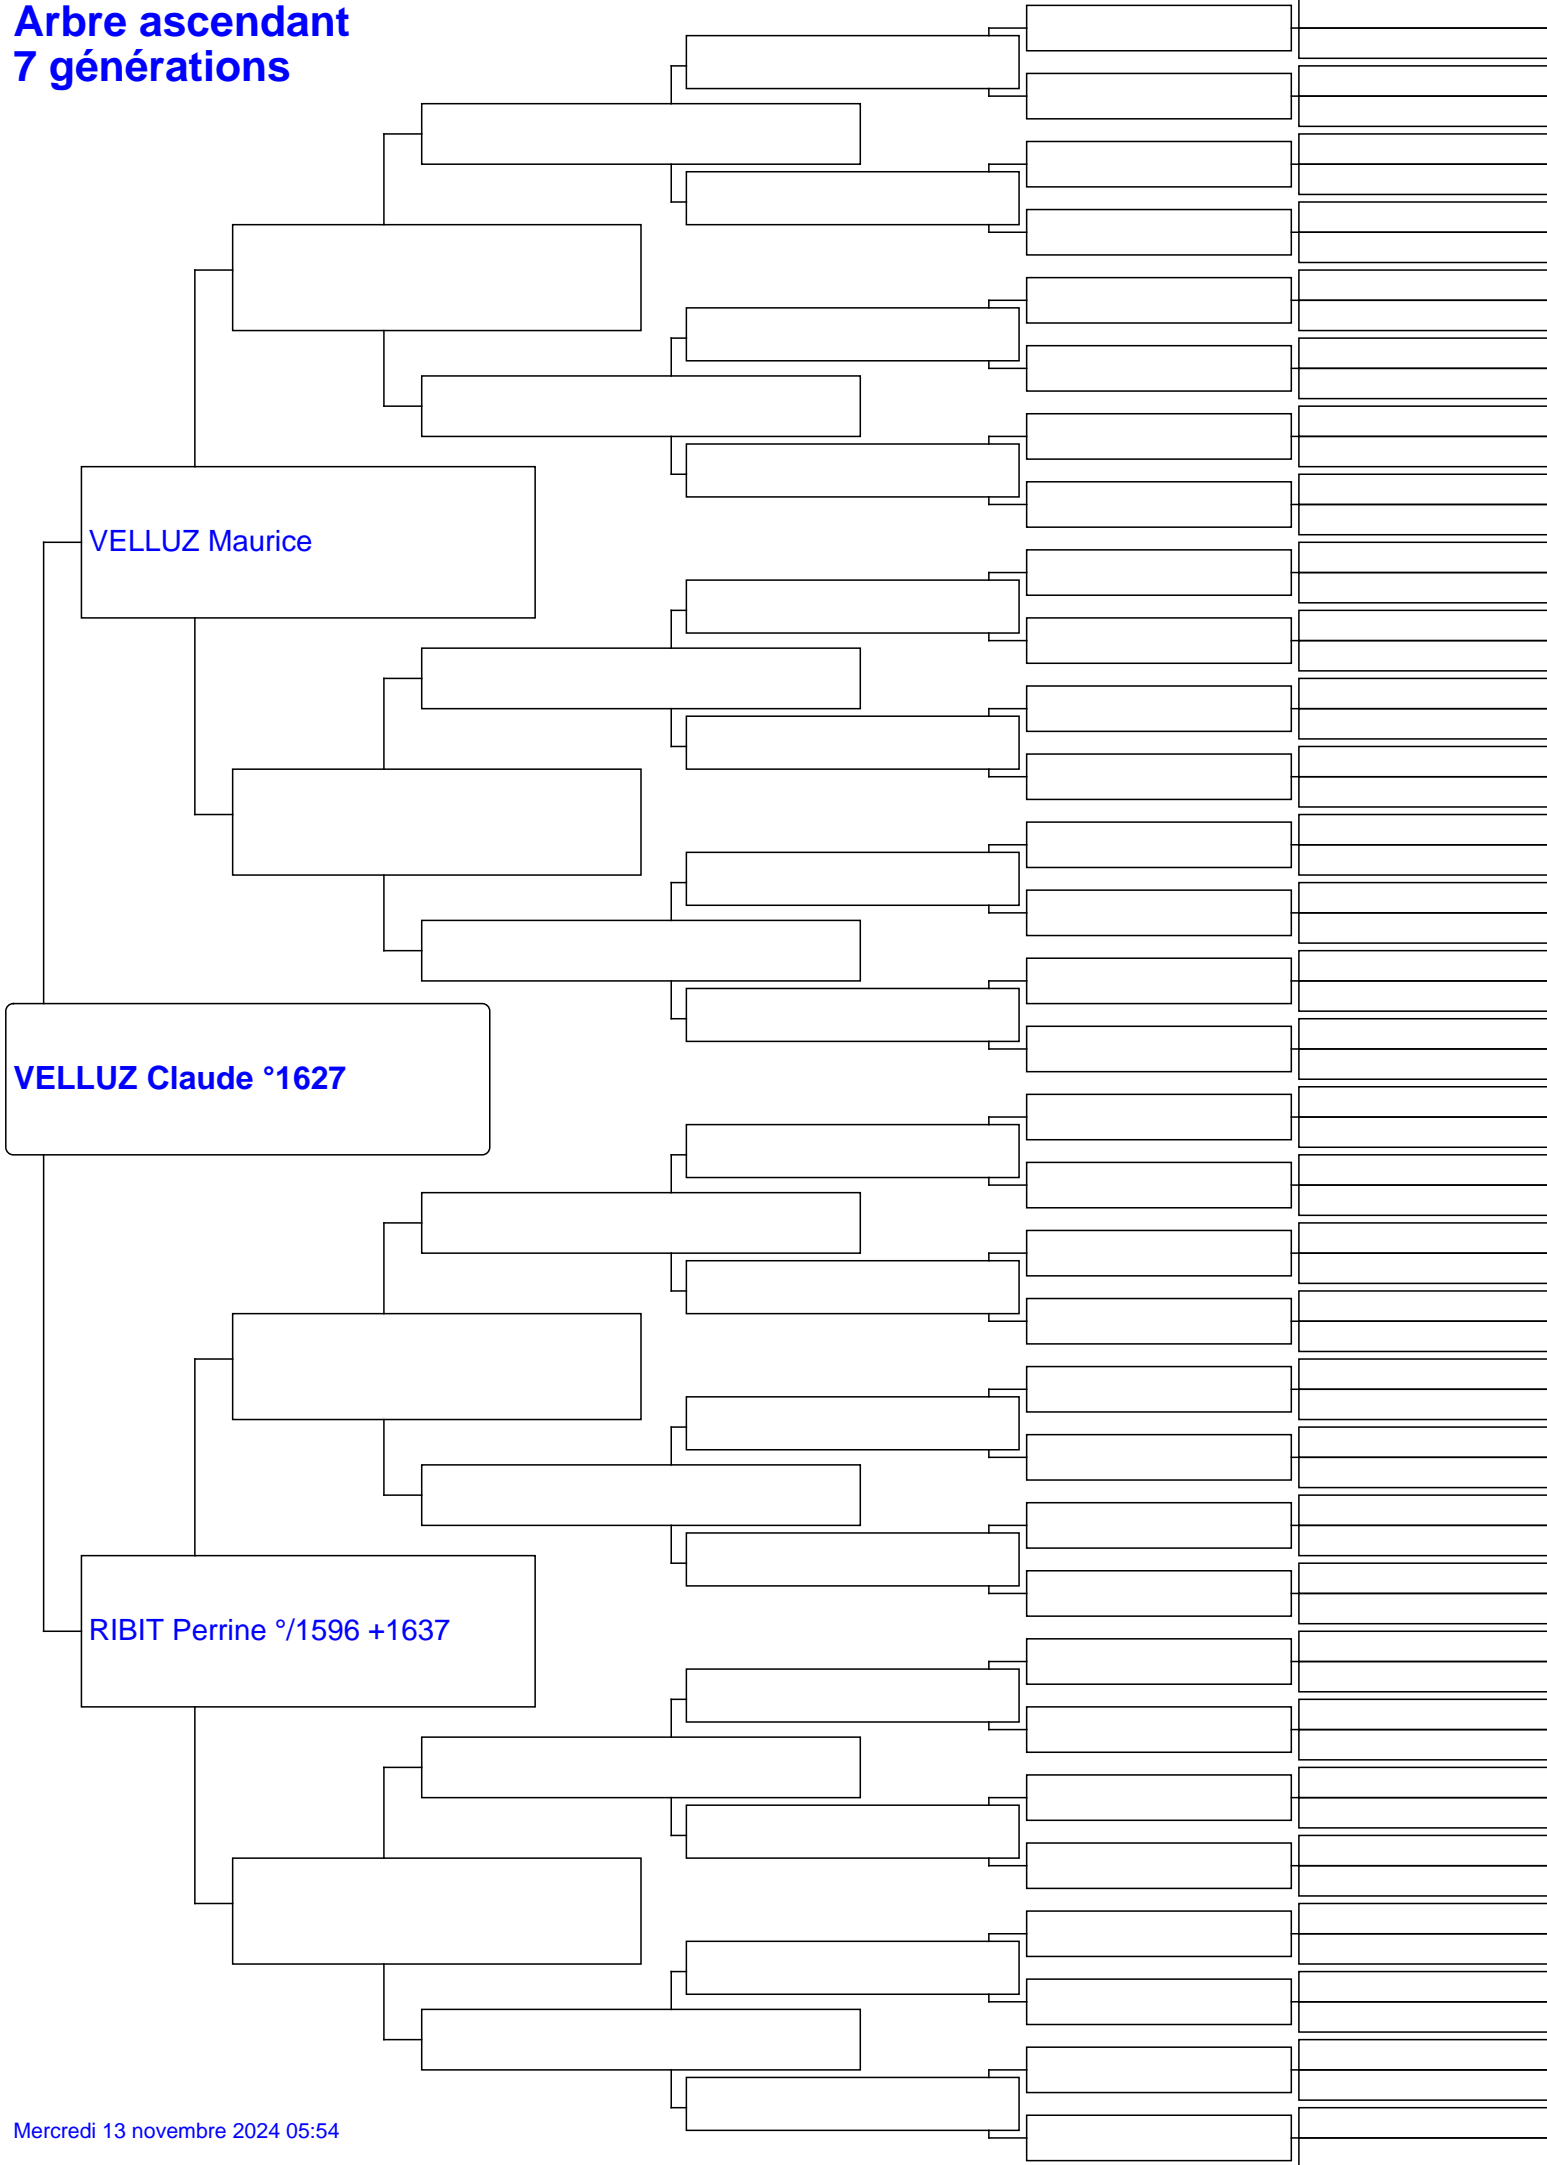 Arbre ascendant
7 générations
VELLUZ Maurice
VELLUZ Claude °1627
RIBIT Perrine °/1596 +1637
Mercredi 13 novembre 2024 05:54